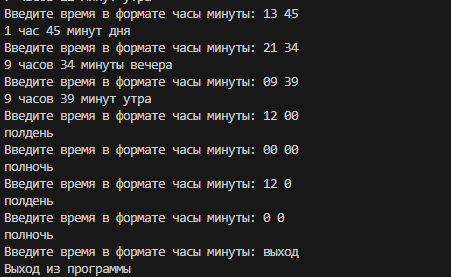 Введите время в формате часы минуты: 13 45
1 час 45 минут дня
Введите время в формате часы минуты: 21 34
9 часов 34 минуты вечера
Введите время в формате часы минуты: 09 39
9 часов 39 минут утра
Введите время в формате часы минуты: 12 00
полдень
Введите время в формате часы минуты: 00 00
полночь
Введите время в формате часы минуты: 12 0
полдень
Введите время в формате часы минуты: 0 0
полночь
Введите время в формате часы минуты: выход
Выход из программы